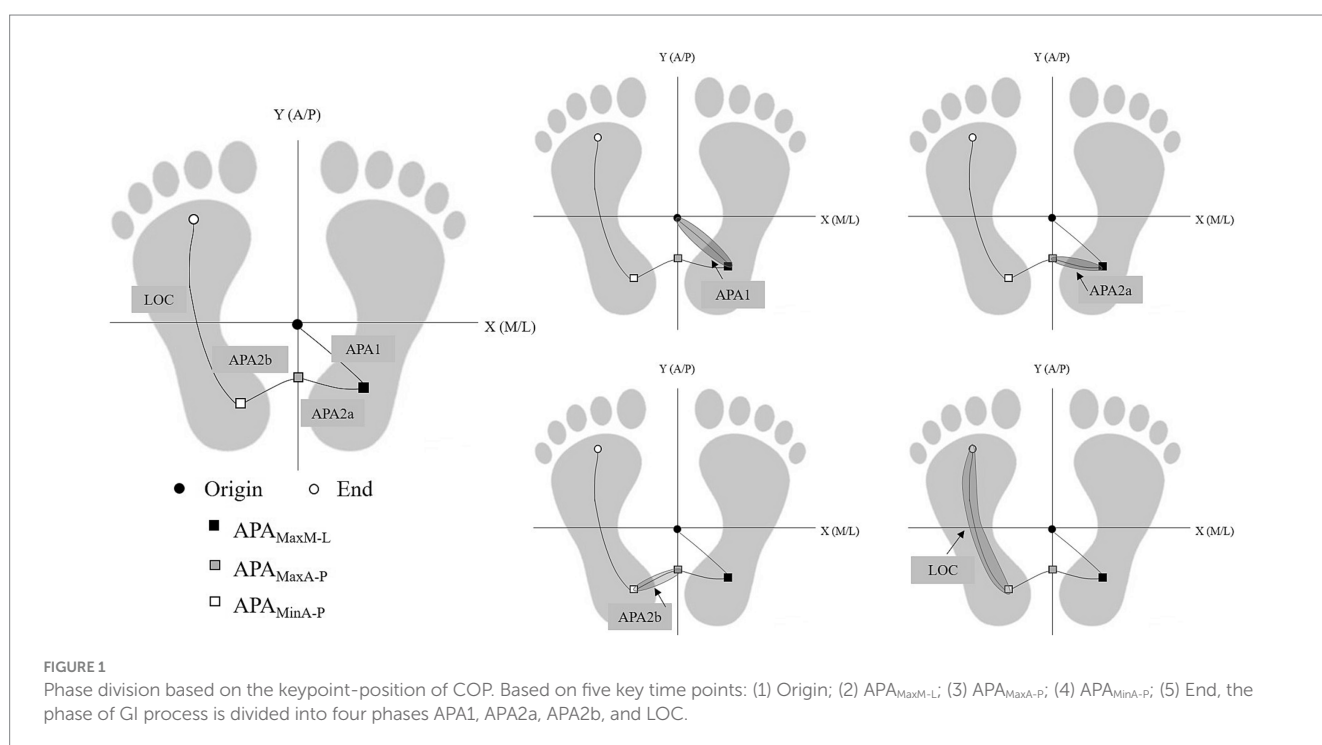 Y (A/P)
LOC
X (M/L)
APA1
APA2b
APA2a
Origin
End
APAMaxM-L
APAMaxA-P
APAMinA-P
Y (A/P)
X (M/L)
APA1
Y (A/P)
X (M/L)
APA2a
Y (A/P)
X (M/L)
APA2b
Y (A/P)
X (M/L)
LOC
FIGURE 1
Phase division based on the keypoint-position of COP. Based on five key time points: (1) Origin; (2) APAMaxM-L; (3) APAMaxA-P; (4) APAMinA-P; (5) End, the
phase of GI process is divided into four phases APA1, APA2a, APA2b, and LOC.